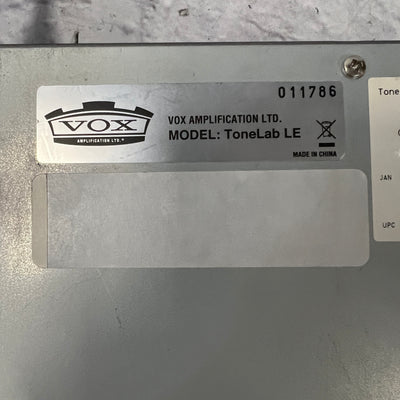 011786
VOX
AMPLIFICATION LTD.
VOX AMPLIFICATION LTD.
MODEL: ToneLab LE
MADE IN CHINA
Tone
JAN
UPC